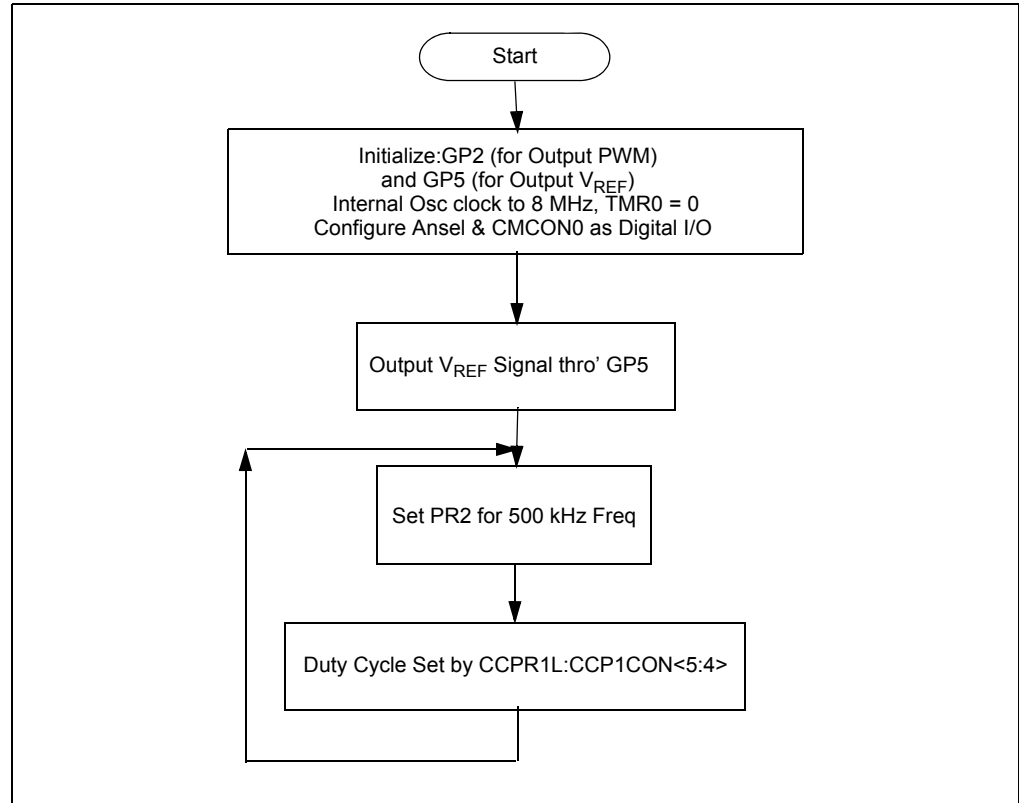 Start
Initialize:GP2 (for Output PWM)
and GP5 (for Output VREF)
Internal Osc clock to 8 MHz, TMR0 = 0
Configure Ansel & CMCON0 as Digital I/O
Output VREF Signal thro' GP5
Set PR2 for 500 kHz Freq
Duty Cycle Set by CCPR1L:CCP1CON<5:4>